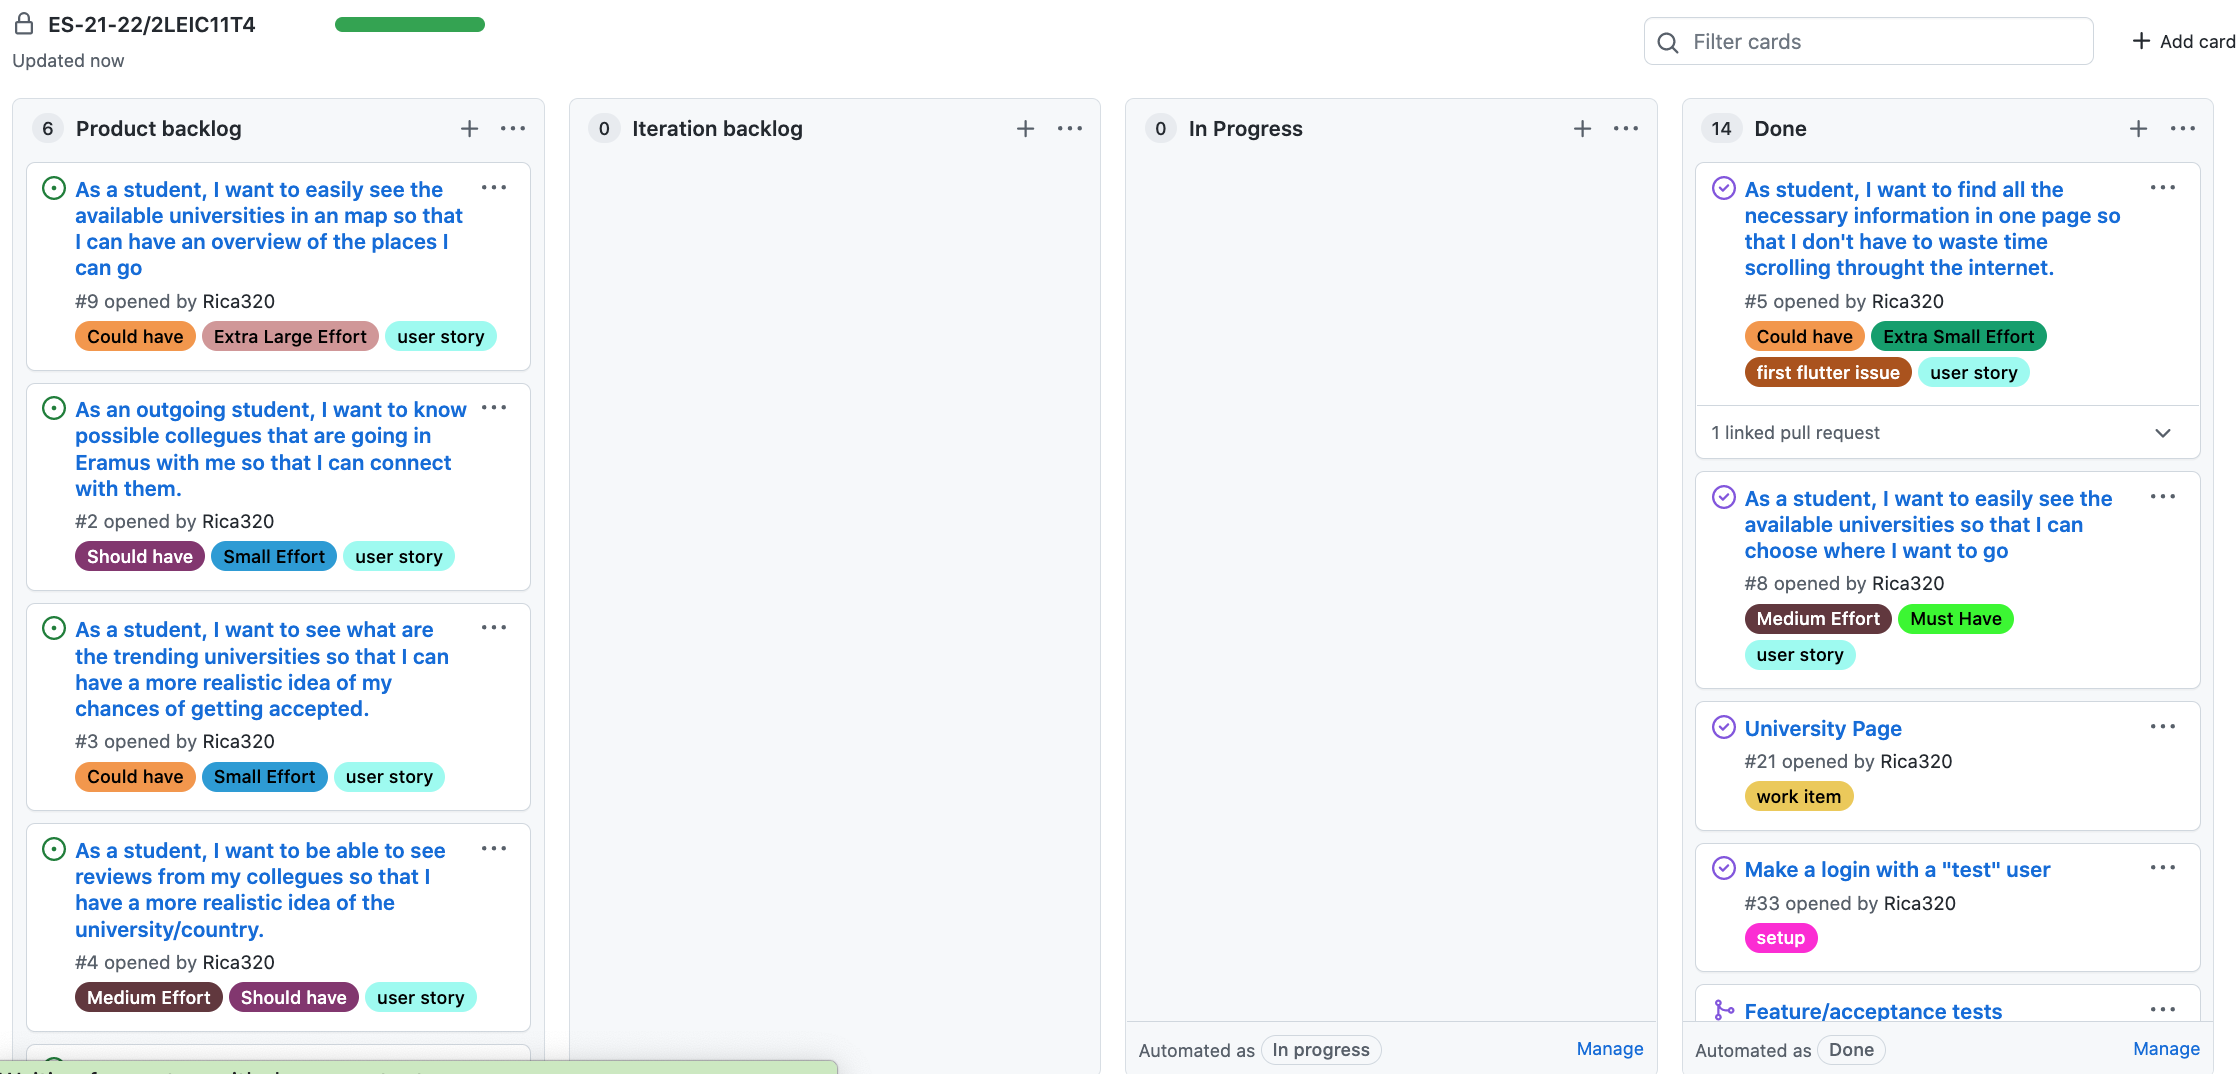 ES-21-22/2LEIC11T4
Updated now
Filter cards
Add card
6 Product backlog
As a student, I want to easily see the
available universities in an map so that
I can have an overview of the places I
can go
#9 opened by Rica320
Could have Extra Large Effort user story
As an outgoing student, I want to know
possible collegues that are going in
Eramus with me so that I can connect
with them.
#2 opened by Rica320
Should have Small Effort user story
As a student, I want to see what are
the trending universities so that I can
have a more realistic idea of my
chances of getting accepted.
#3 opened by Rica320
Could have Small Effort user story
As a student, I want to be able to see
reviews from my collegues so that I
have a more realistic idea of the
university/country.
#4 opened by Rica320
Medium Effort Should have user story
0 Iteration backlog
0 In Progress
Automated as In progress Manage
14 Done
As student, I want to find all the
necessary information in one page so
that I don't have to waste time
scrolling throught the internet.
#5 opened by Rica320
Could have Extra Small Effort
first flutter issue user story
1 linked pull request
As a student, I want to easily see the
available universities so that I can
choose where I want to go
#8 opened by Rica320
Medium Effort Must Have
user story
University Page
#21 opened by Rica320
work item
Make a login with a "test" user
#33 opened by Rica320
setup
Feature/acceptance tests
Automated as Done Manage